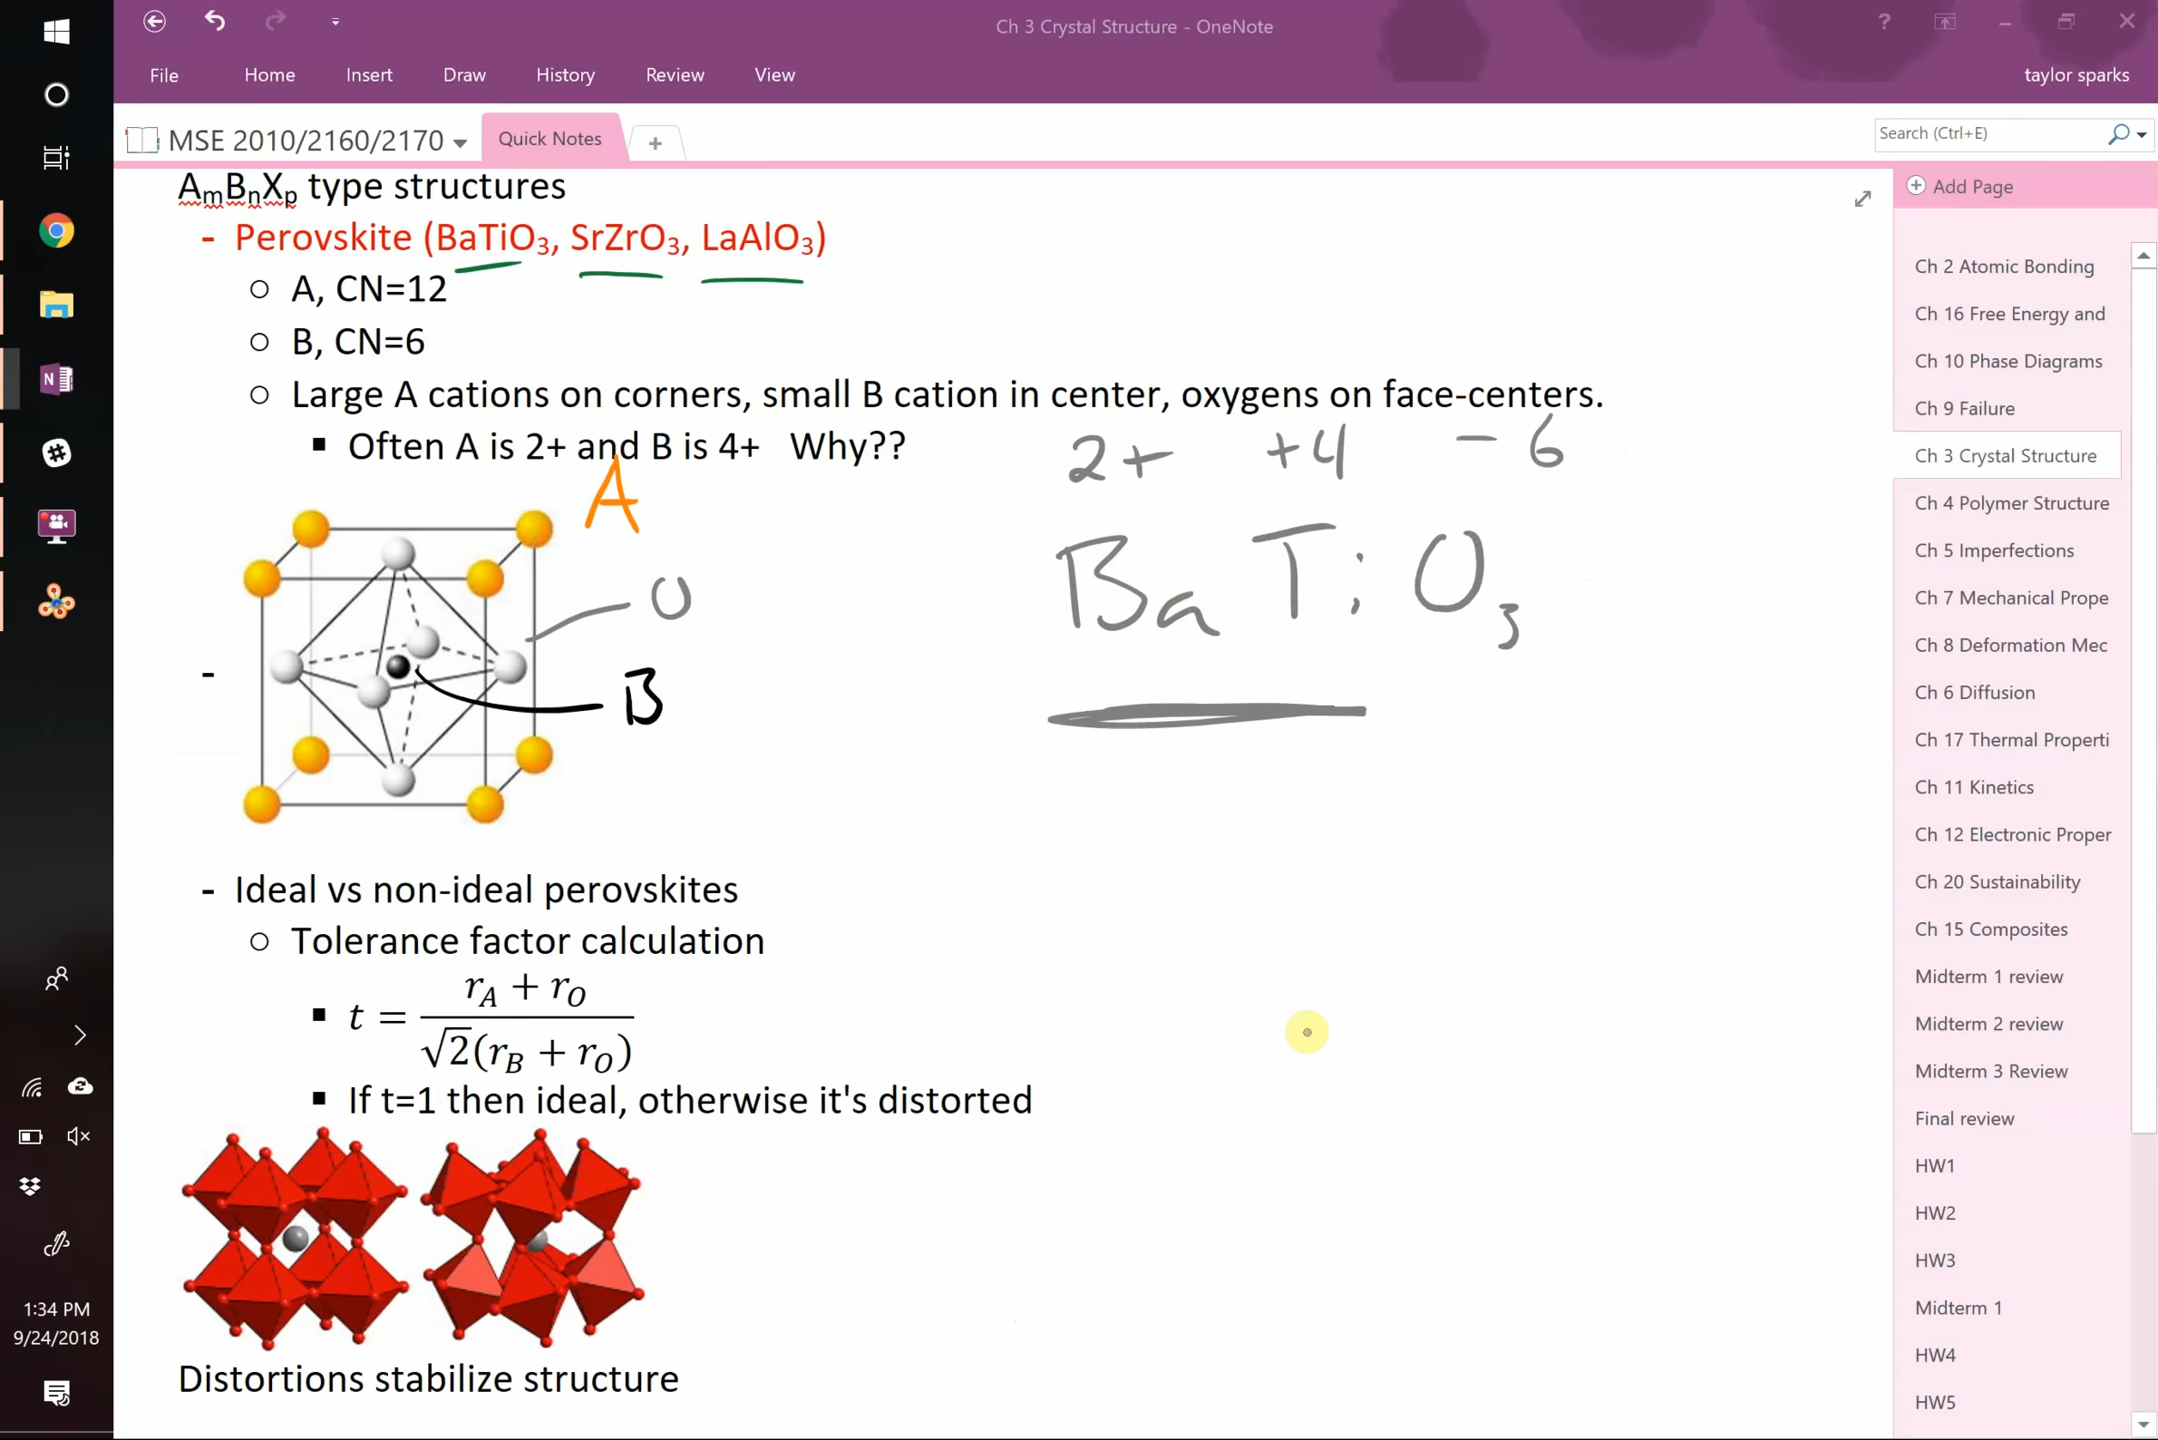 Ch 3 Crystal Structure - OneNote
File Home Insert Draw History Review View
taylor sparks
MSE 2010/2160/2170
Quick Notes
Search (Ctrl+E)
AₘBₙXₚ type structures
- Perovskite (BaTiO₃, SrZrO₃, LaAlO₃)
○ A, CN=12
○ B, CN=6
○ Large A cations on corners, small B cation in center, oxygens on face-centers.
▪ Often A is 2+ and B is 4+ Why??
2+ +4 - 6
Ba Ti O₃
A
O
B
-
- Ideal vs non-ideal perovskites
○ Tolerance factor calculation
▪ t = (r_A + r_O) / (√2(r_B + r_O))
▪ If t=1 then ideal, otherwise it's distorted
Distortions stabilize structure
Add Page
Ch 2 Atomic Bonding
Ch 16 Free Energy and
Ch 10 Phase Diagrams
Ch 9 Failure
Ch 3 Crystal Structure
Ch 4 Polymer Structure
Ch 5 Imperfections
Ch 7 Mechanical Prope
Ch 8 Deformation Mec
Ch 6 Diffusion
Ch 17 Thermal Properti
Ch 11 Kinetics
Ch 12 Electronic Proper
Ch 20 Sustainability
Ch 15 Composites
Midterm 1 review
Midterm 2 review
Midterm 3 Review
Final review
HW1
HW2
HW3
Midterm 1
HW4
HW5
1:34 PM
9/24/2018